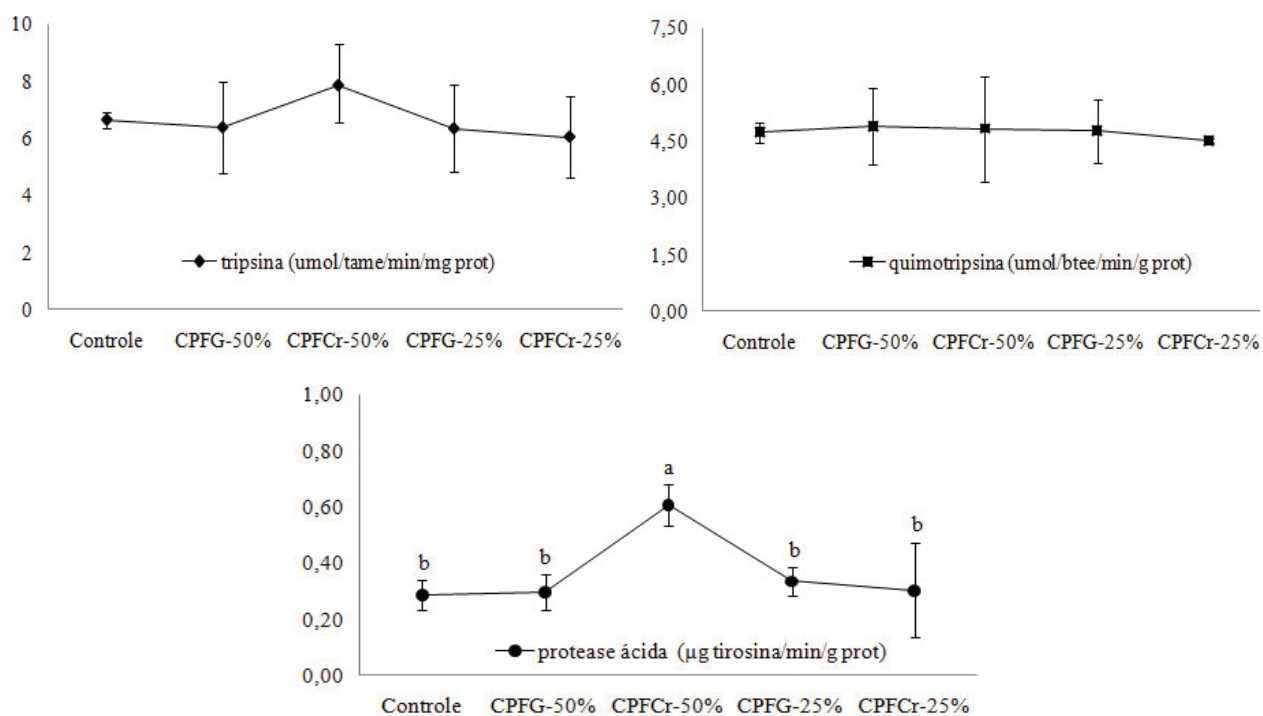 10
8
6
4
2
0
tripsina (umol/tame/min/mg prot)
Controle CPFG-50% CPFCr-50% CPFG-25% CPFCr-25%
7,50
6,00
4,50
3,00
1,50
0,00
quimotripsina (umol/btee/min/g prot)
Controle CPFG-50% CPFCr-50% CPFG-25% CPFCr-25%
1,00
0,80
0,60
0,40
0,20
0,00
b b a b b
protease ácida (µg tirosina/min/g prot)
Controle CPFG-50% CPFCr-50% CPFG-25% CPFCr-25%